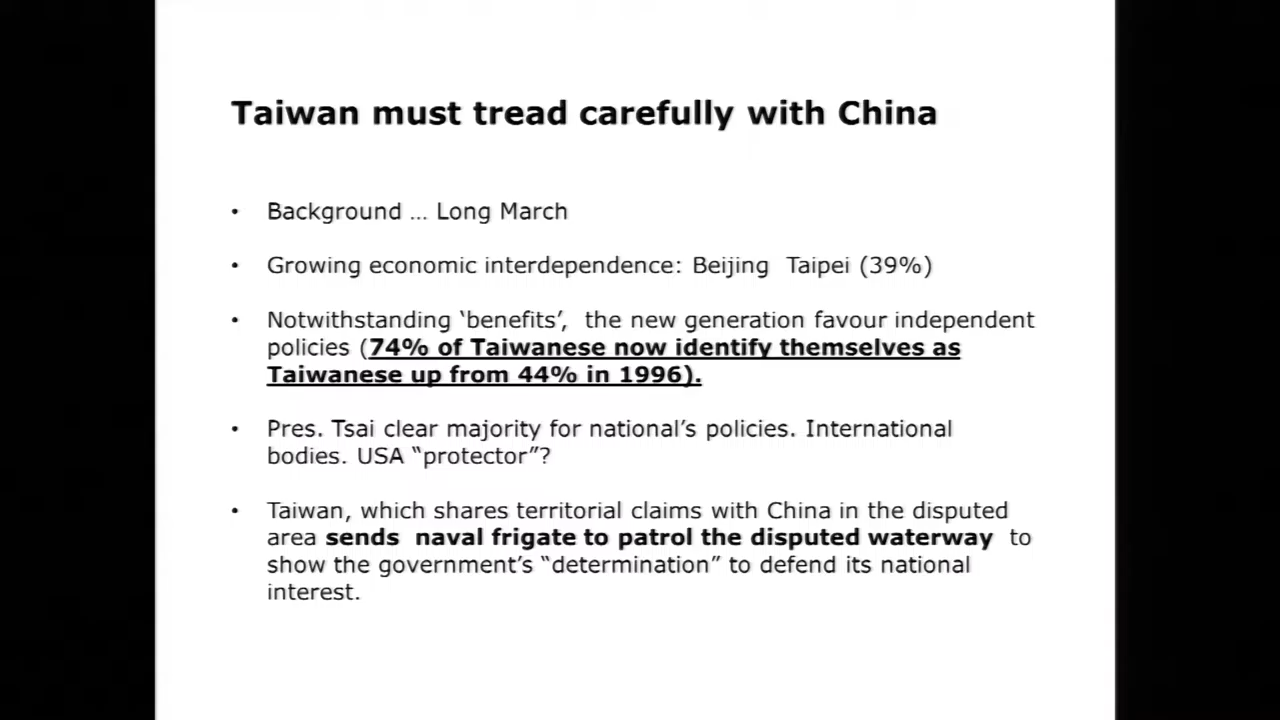 Taiwan must tread carefully with China
• Background ... Long March
• Growing economic interdependence: Beijing  Taipei (39%)
• Notwithstanding ‘benefits’,  the new generation favour independent
policies (74% of Taiwanese now identify themselves as
Taiwanese up from 44% in 1996).
• Pres. Tsai clear majority for national’s policies. International
bodies. USA “protector”?
• Taiwan, which shares territorial claims with China in the disputed
area sends  naval frigate to patrol the disputed waterway  to
show the government’s “determination” to defend its national
interest.